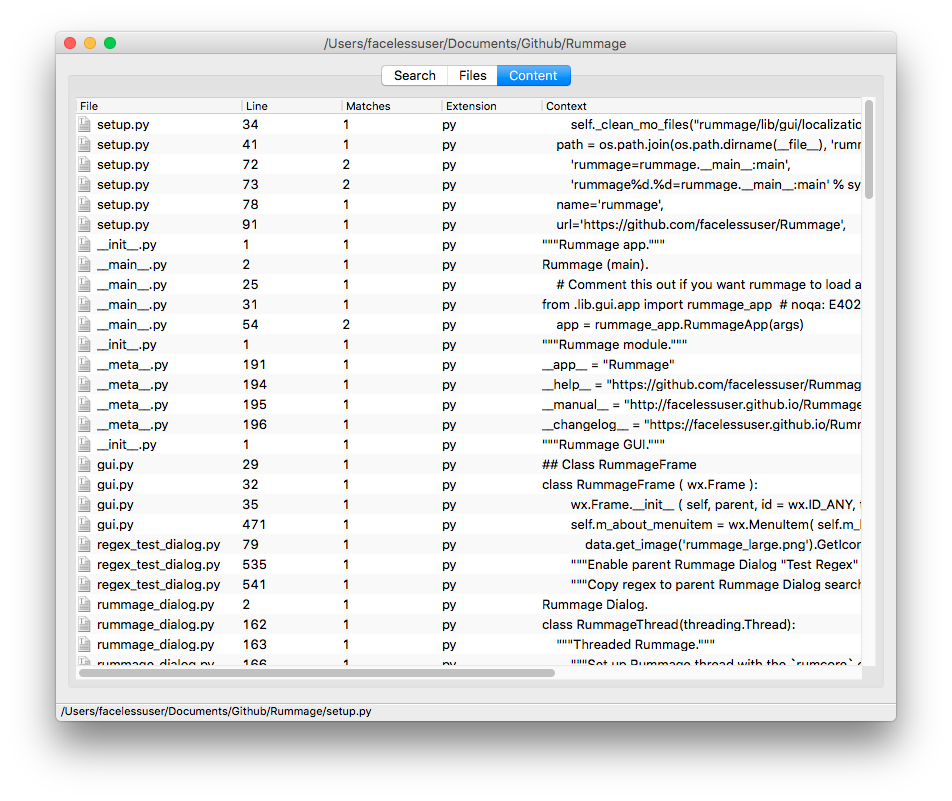 /Users/facelessuser/Documents/Github/Rummage
Search Files Content
File Line Matches Extension Context
setup.py 34 1 py self._clean_mo_files("rummage/lib/gui/localizatio
setup.py 41 1 py path = os.path.join(os.path.dirname(__file__), 'rumm
setup.py 72 2 py 'rummage=rummage.__main__:main',
setup.py 73 2 py 'rummage%d.%d=rummage.__main__:main' % sy
setup.py 78 1 py name='rummage',
setup.py 91 1 py url='https://github.com/facelessuser/Rummage',
__init__.py 1 1 py """Rummage app."""
__main__.py 2 1 py Rummage (main).
__main__.py 25 1 py # Comment this out if you want rummage to load a
__main__.py 31 1 py from .lib.gui.app import rummage_app # noqa: E402
__main__.py 54 2 py app = rummage_app.RummageApp(args)
__init__.py 1 1 py """Rummage module."""
__meta__.py 191 1 py __app__ = "Rummage"
__meta__.py 194 1 py __help__ = "https://github.com/facelessuser/Rummag
__meta__.py 195 1 py __manual__ = "http://facelessuser.github.io/Rummage
__meta__.py 196 1 py __changelog__ = "https://facelessuser.github.io/Rumm
__init__.py 1 1 py """Rummage GUI."""
gui.py 29 1 py ## Class RummageFrame
gui.py 32 1 py class RummageFrame ( wx.Frame ):
gui.py 35 1 py wx.Frame.__init__ ( self, parent, id = wx.ID_ANY,
gui.py 471 1 py self.m_about_menuitem = wx.MenuItem( self.m_
regex_test_dialog.py 79 1 py data.get_image('rummage_large.png').GetIcon
regex_test_dialog.py 535 1 py """Enable parent Rummage Dialog "Test Regex"
regex_test_dialog.py 541 1 py """Copy regex to parent Rummage Dialog search
rummage_dialog.py 2 1 py Rummage Dialog.
rummage_dialog.py 162 1 py class RummageThread(threading.Thread):
rummage_dialog.py 163 1 py """Threaded Rummage."""
rummage_dialog.py 166 1 py """Set up Rummage thread with the `rumcore`
/Users/facelessuser/Documents/Github/Rummage/setup.py